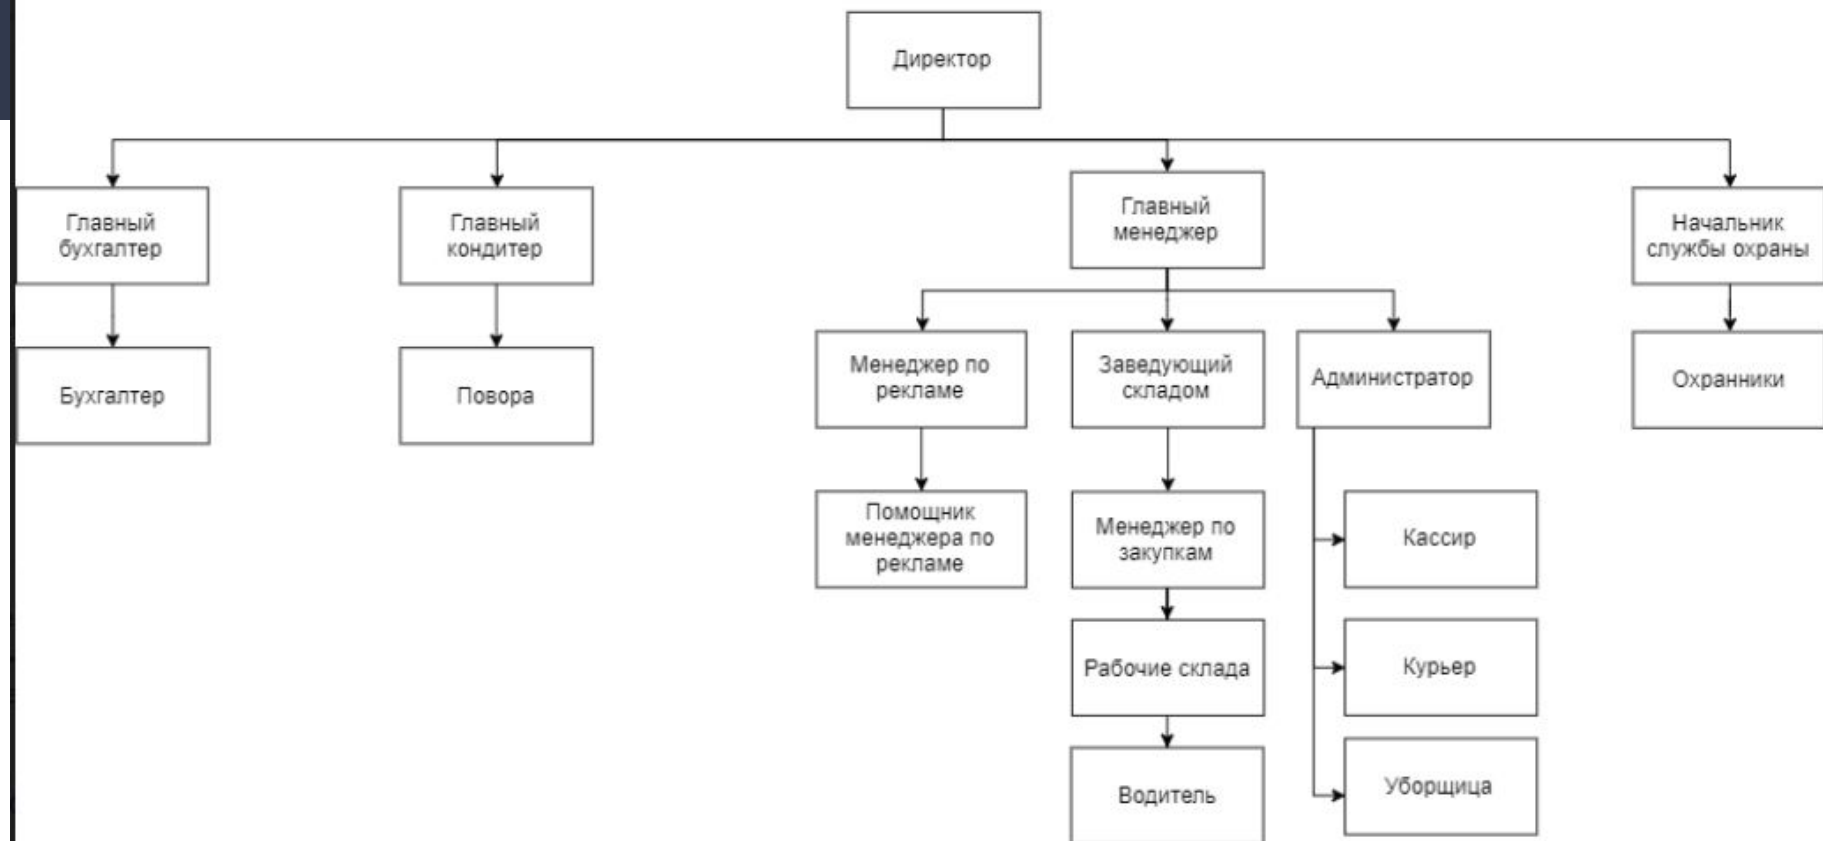 Директор
Главный
бухгалтер
Главный
кондитер
Главный
менеджер
Начальник
службы охраны
Бухгалтер
Повора
Менеджер по
рекламе
Заведующий
складом
Администратор
Охранники
Помощник
менеджера по
рекламе
Менеджер по
закупкам
Кассир
Рабочие склада
Курьер
Водитель
Уборщица